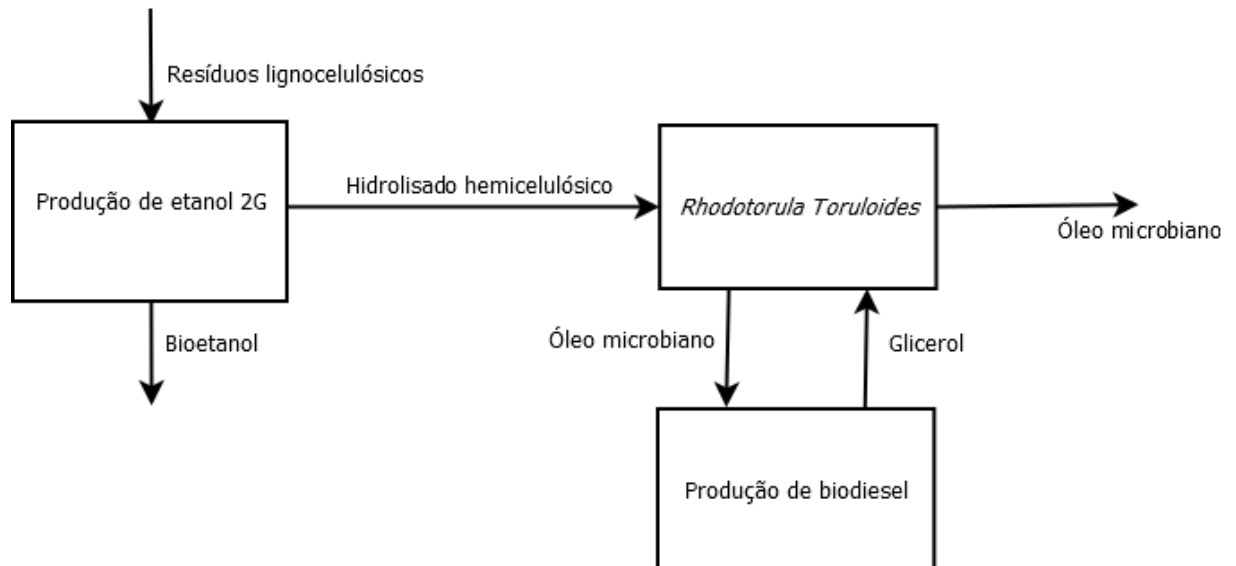 Resíduos lignocelulósicos
Produção de etanol 2G
Hidrolisado hemicelulósico
Rhodotorula Toruloides
Óleo microbiano
Bioetanol
Óleo microbiano
Glicerol
Produção de biodiesel